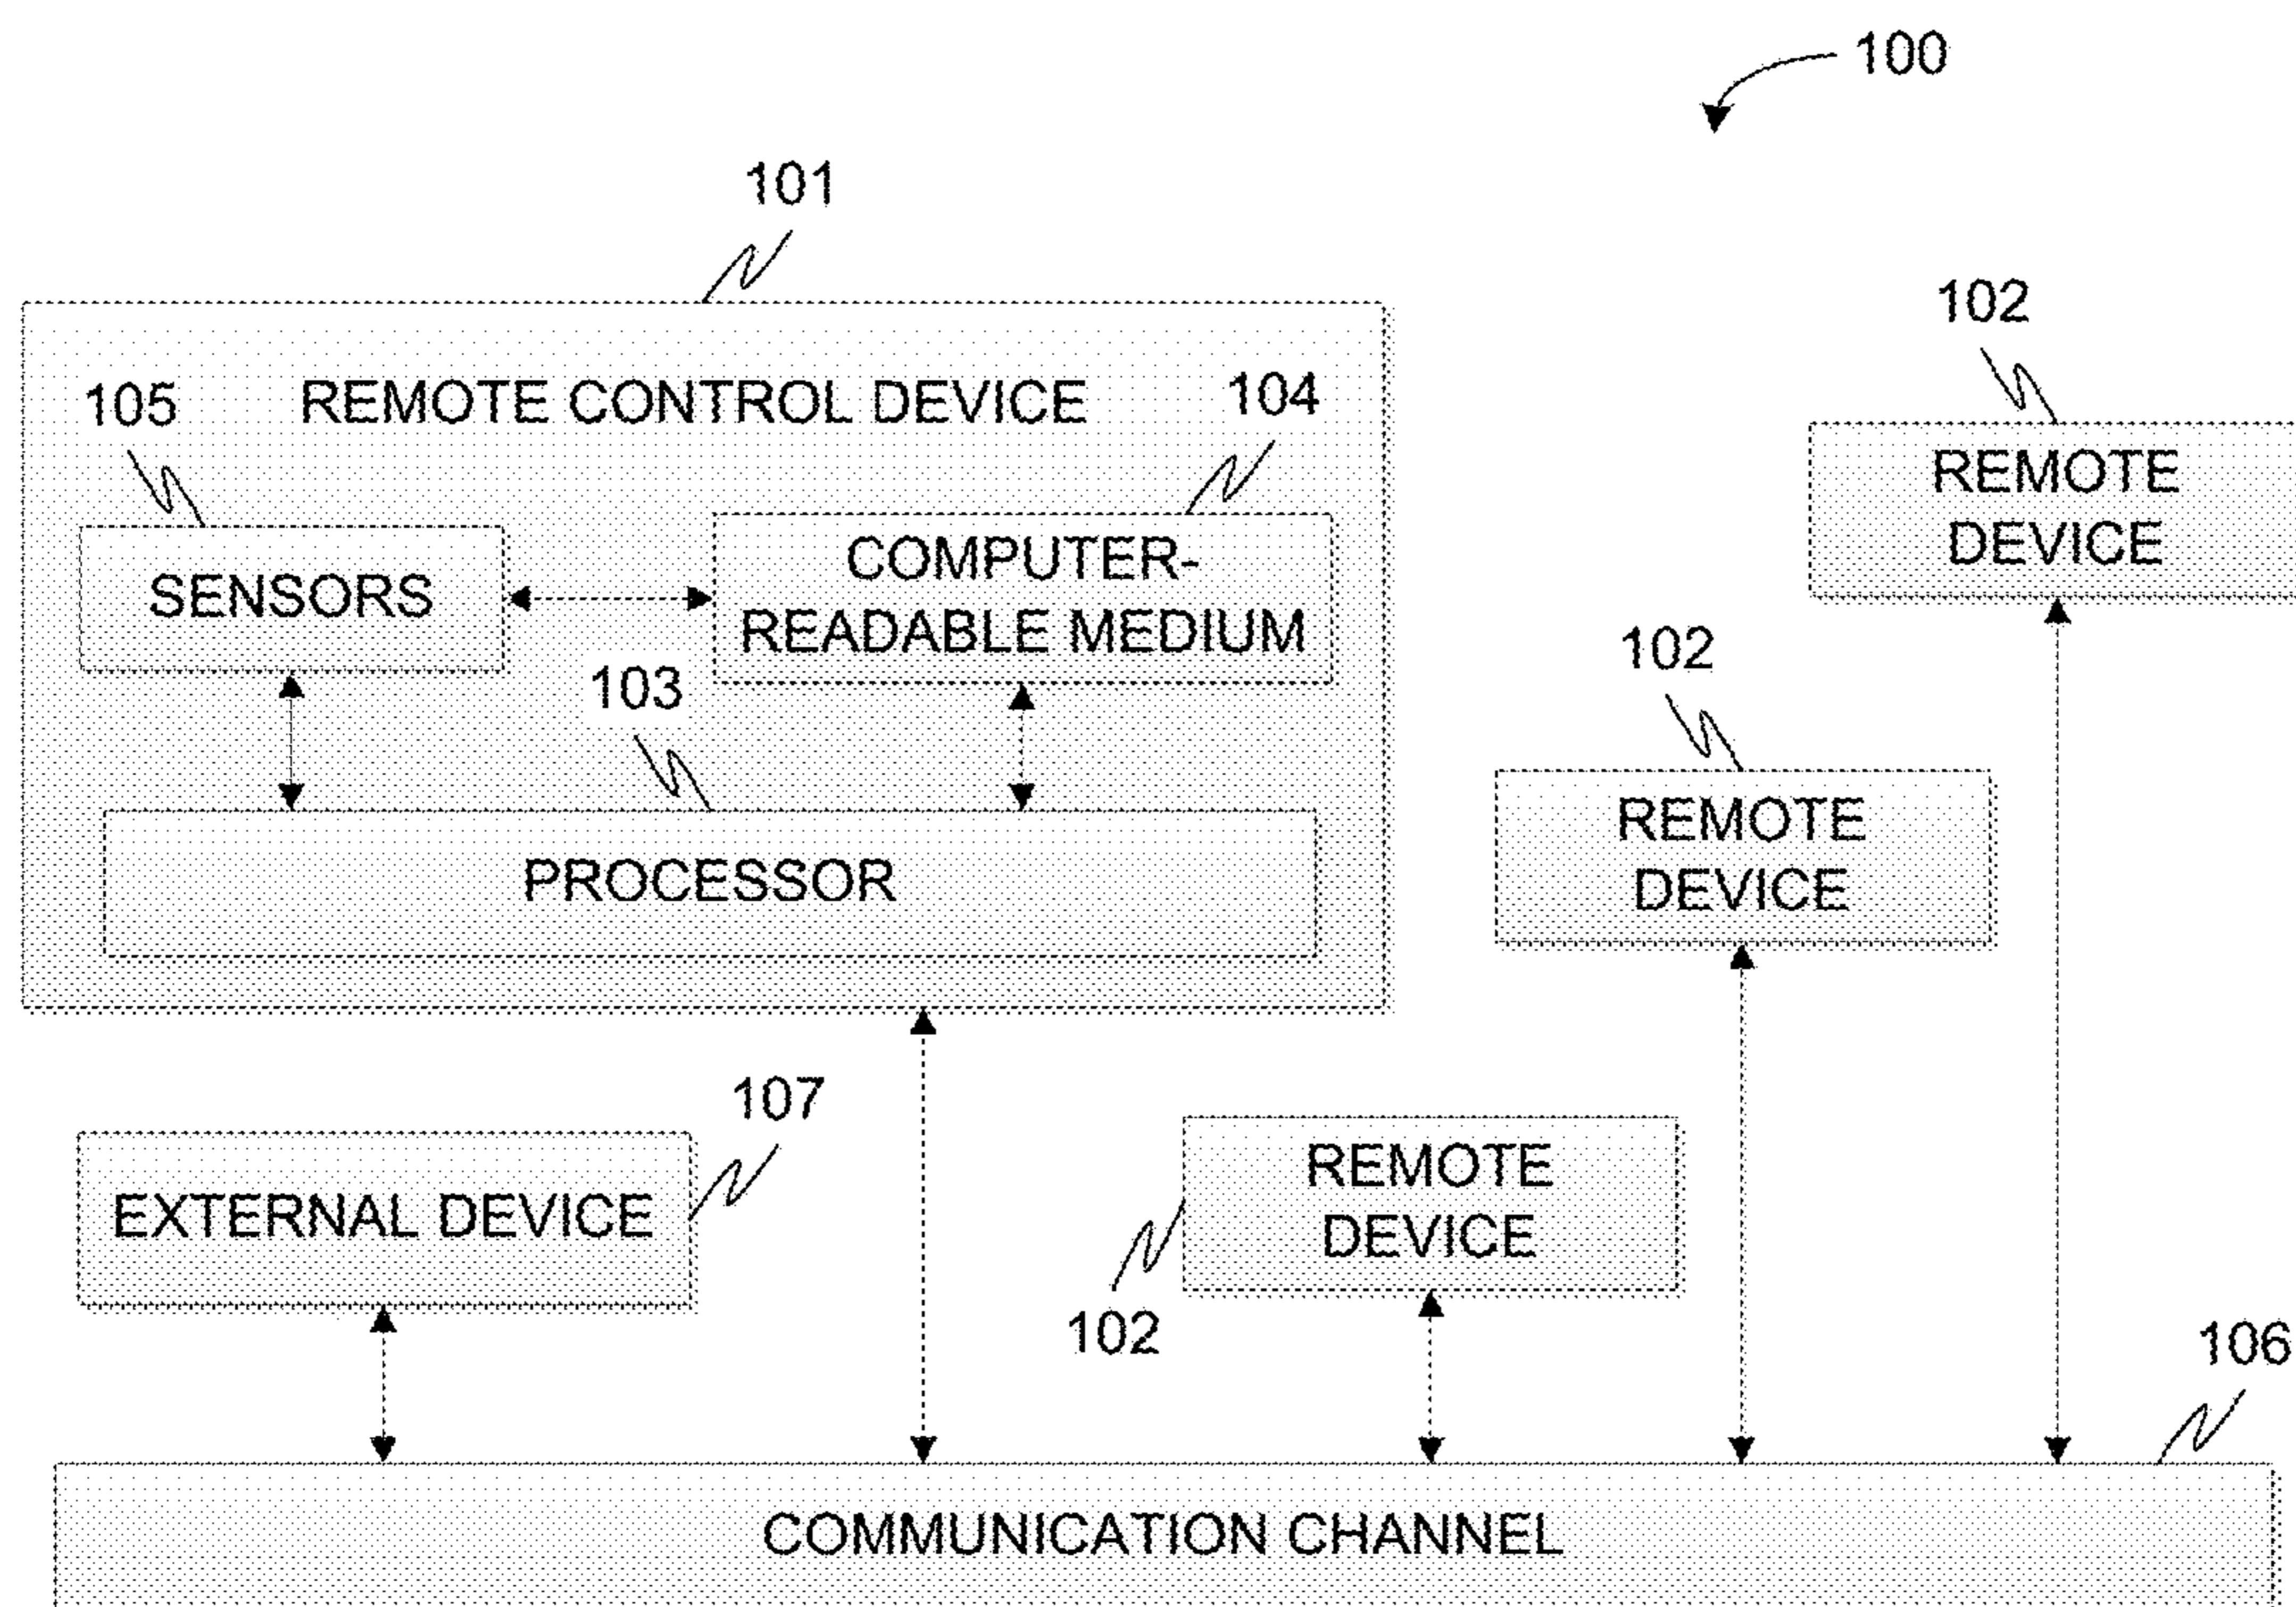 100
101
102
105
REMOTE CONTROL DEVICE
104
REMOTE
DEVICE
SENSORS
COMPUTER-
READABLE MEDIUM
102
103
REMOTE
DEVICE
PROCESSOR
107
EXTERNAL DEVICE
REMOTE
DEVICE
102
106
COMMUNICATION CHANNEL